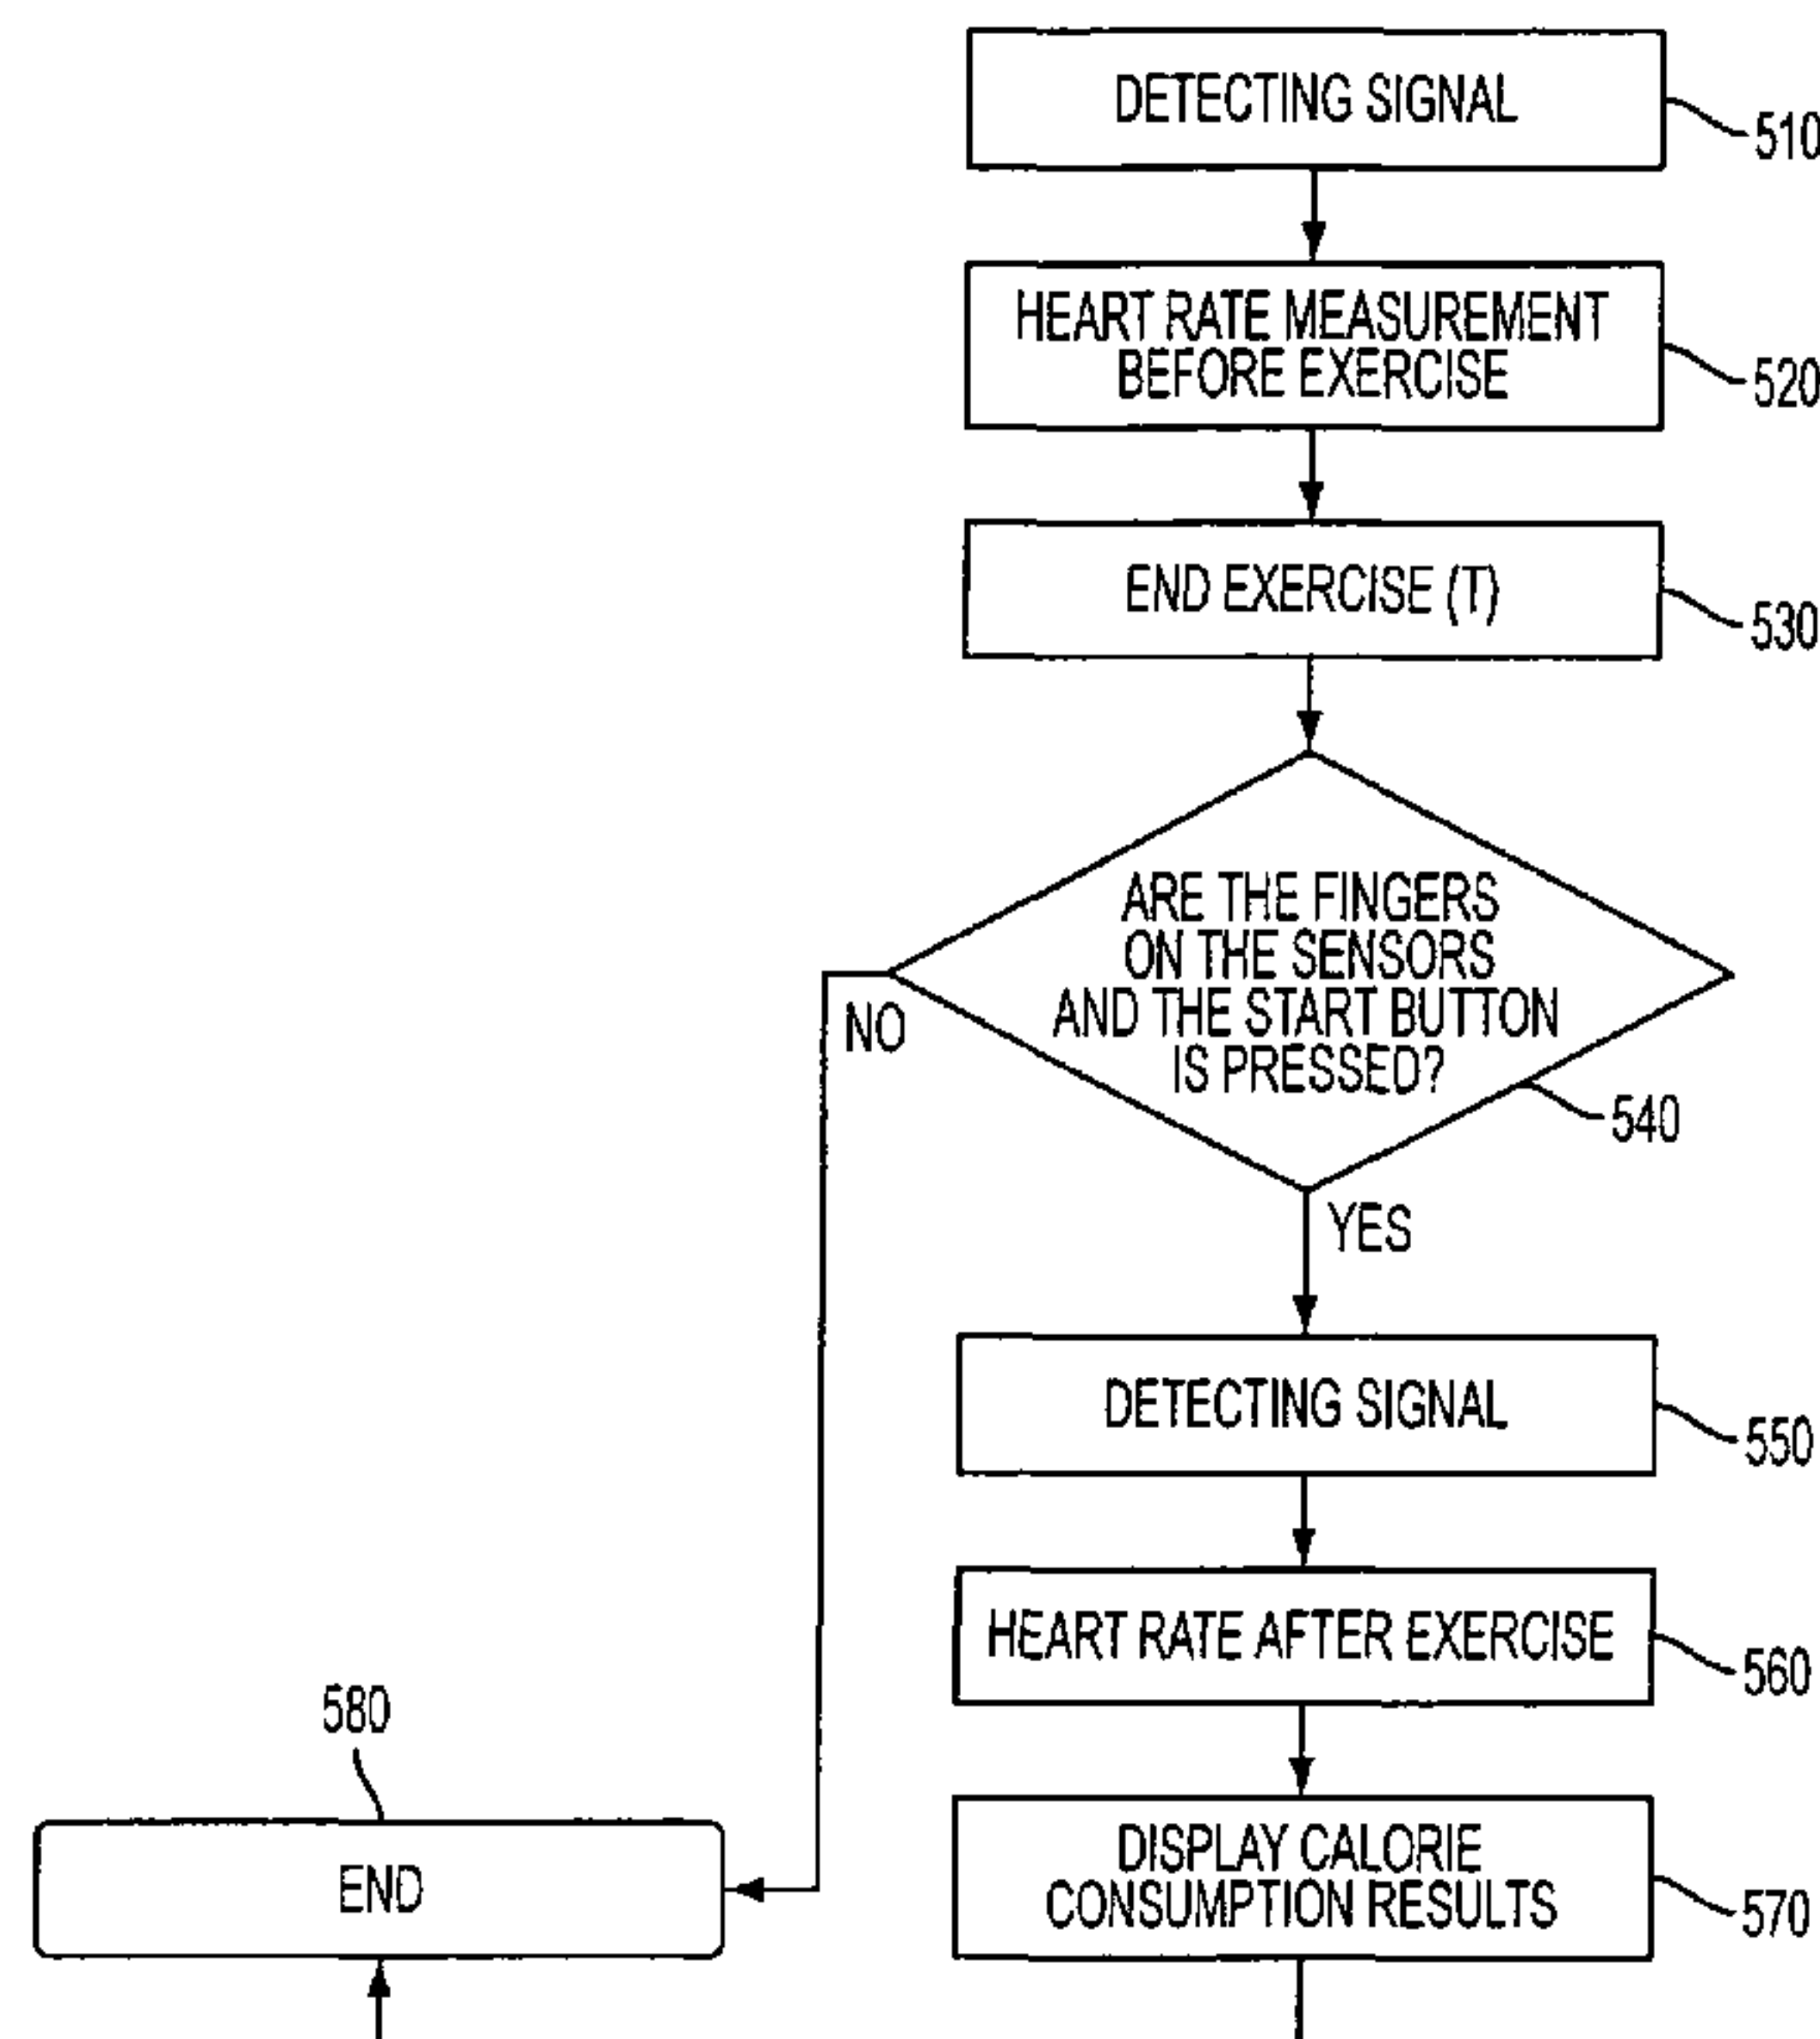 DETECTING SIGNAL
510
HEART RATE MEASUREMENT
BEFORE EXERCISE
520
END EXERCISE (T)
530
ARE THE FINGERS
ON THE SENSORS
AND THE START BUTTON
IS PRESSED?
540
NO
YES
DETECTING SIGNAL
550
HEART RATE AFTER EXERCISE
560
580
END
DISPLAY CALORIE
CONSUMPTION RESULTS
570